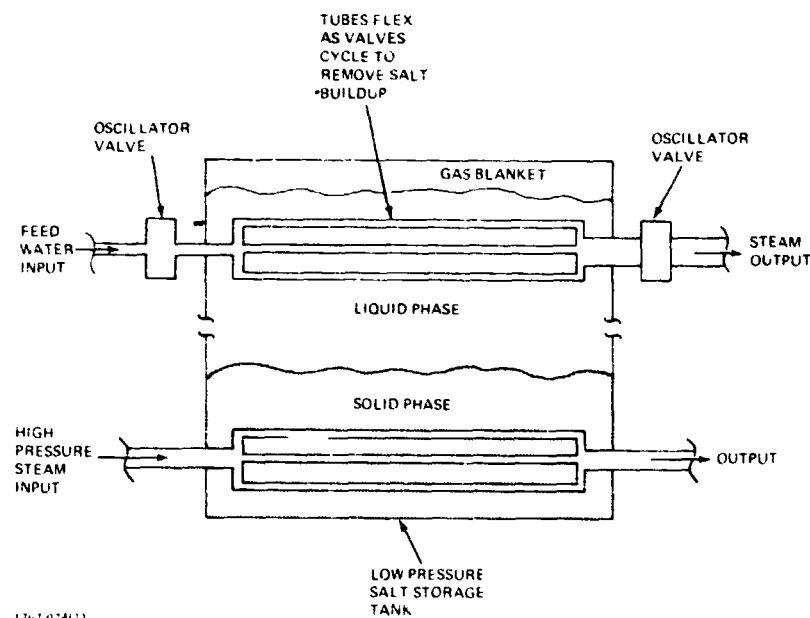 TUBES FLEX
AS VALVES
CYCLE TO
REMOVE SALT
BUILDUP
OSCILLATOR
VALVE
OSCILLATOR
VALVE
GAS BLANKET
FEED
WATER
INPUT
STEAM
OUTPUT
LIQUID PHASE
SOLID PHASE
HIGH
PRESSURE
STEAM
INPUT
OUTPUT
LOW PRESSURE
SALT STORAGE
TANK